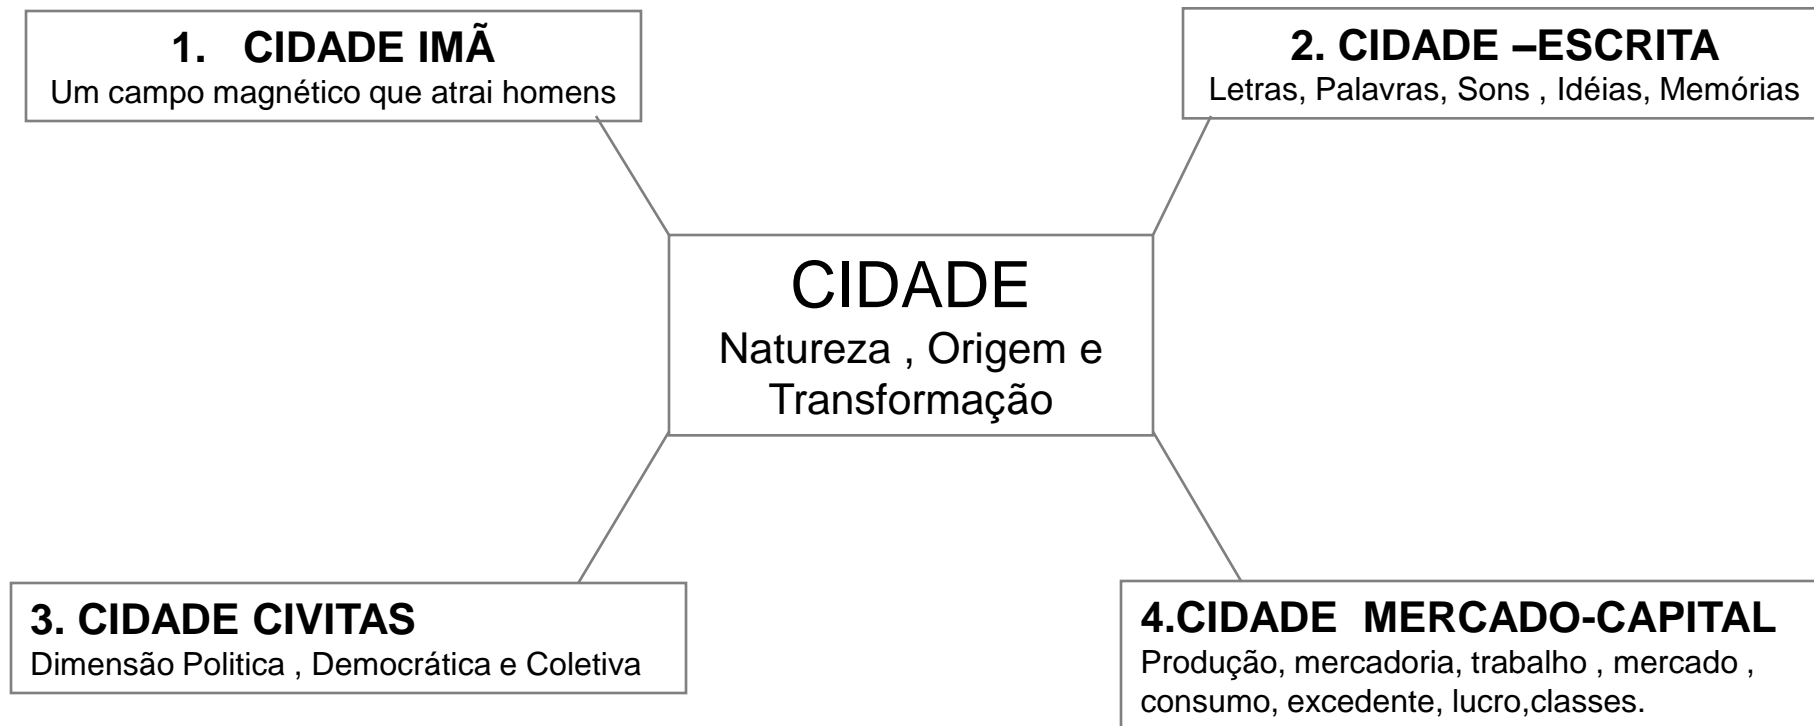 1. CIDADE IMÃ
Um campo magnético que atrai homens
2. CIDADE –ESCRITA
Letras, Palavras, Sons , Idéias, Memórias
CIDADE
Natureza , Origem e
Transformação
3. CIDADE CIVITAS
Dimensão Politica , Democrática e Coletiva
4.CIDADE MERCADO-CAPITAL
Produção, mercadoria, trabalho , mercado ,
consumo, excedente, lucro,classes.